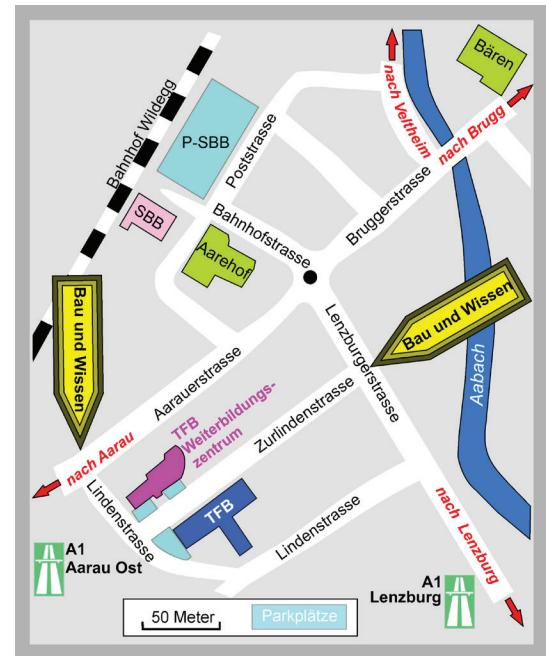 Bären
nach Veltheim
nach Brugg
Bahnhof Wildegg
P-SBB
Poststrasse
SBB
Bahnhofstrasse
Bruggerstrasse
Aarehof
Bau und Wissen
Bau und Wissen
Lenzburgerstrasse
Aabach
Aarauerstrasse
TFB
Weiterbildungs-
zentrum
Zurlindenstrasse
nach Aarau
Lindenstrasse
TFB
Lindenstrasse
nach Lenzburg
A1
Aarau Ost
A1
Lenzburg
50 Meter
Parkplätze